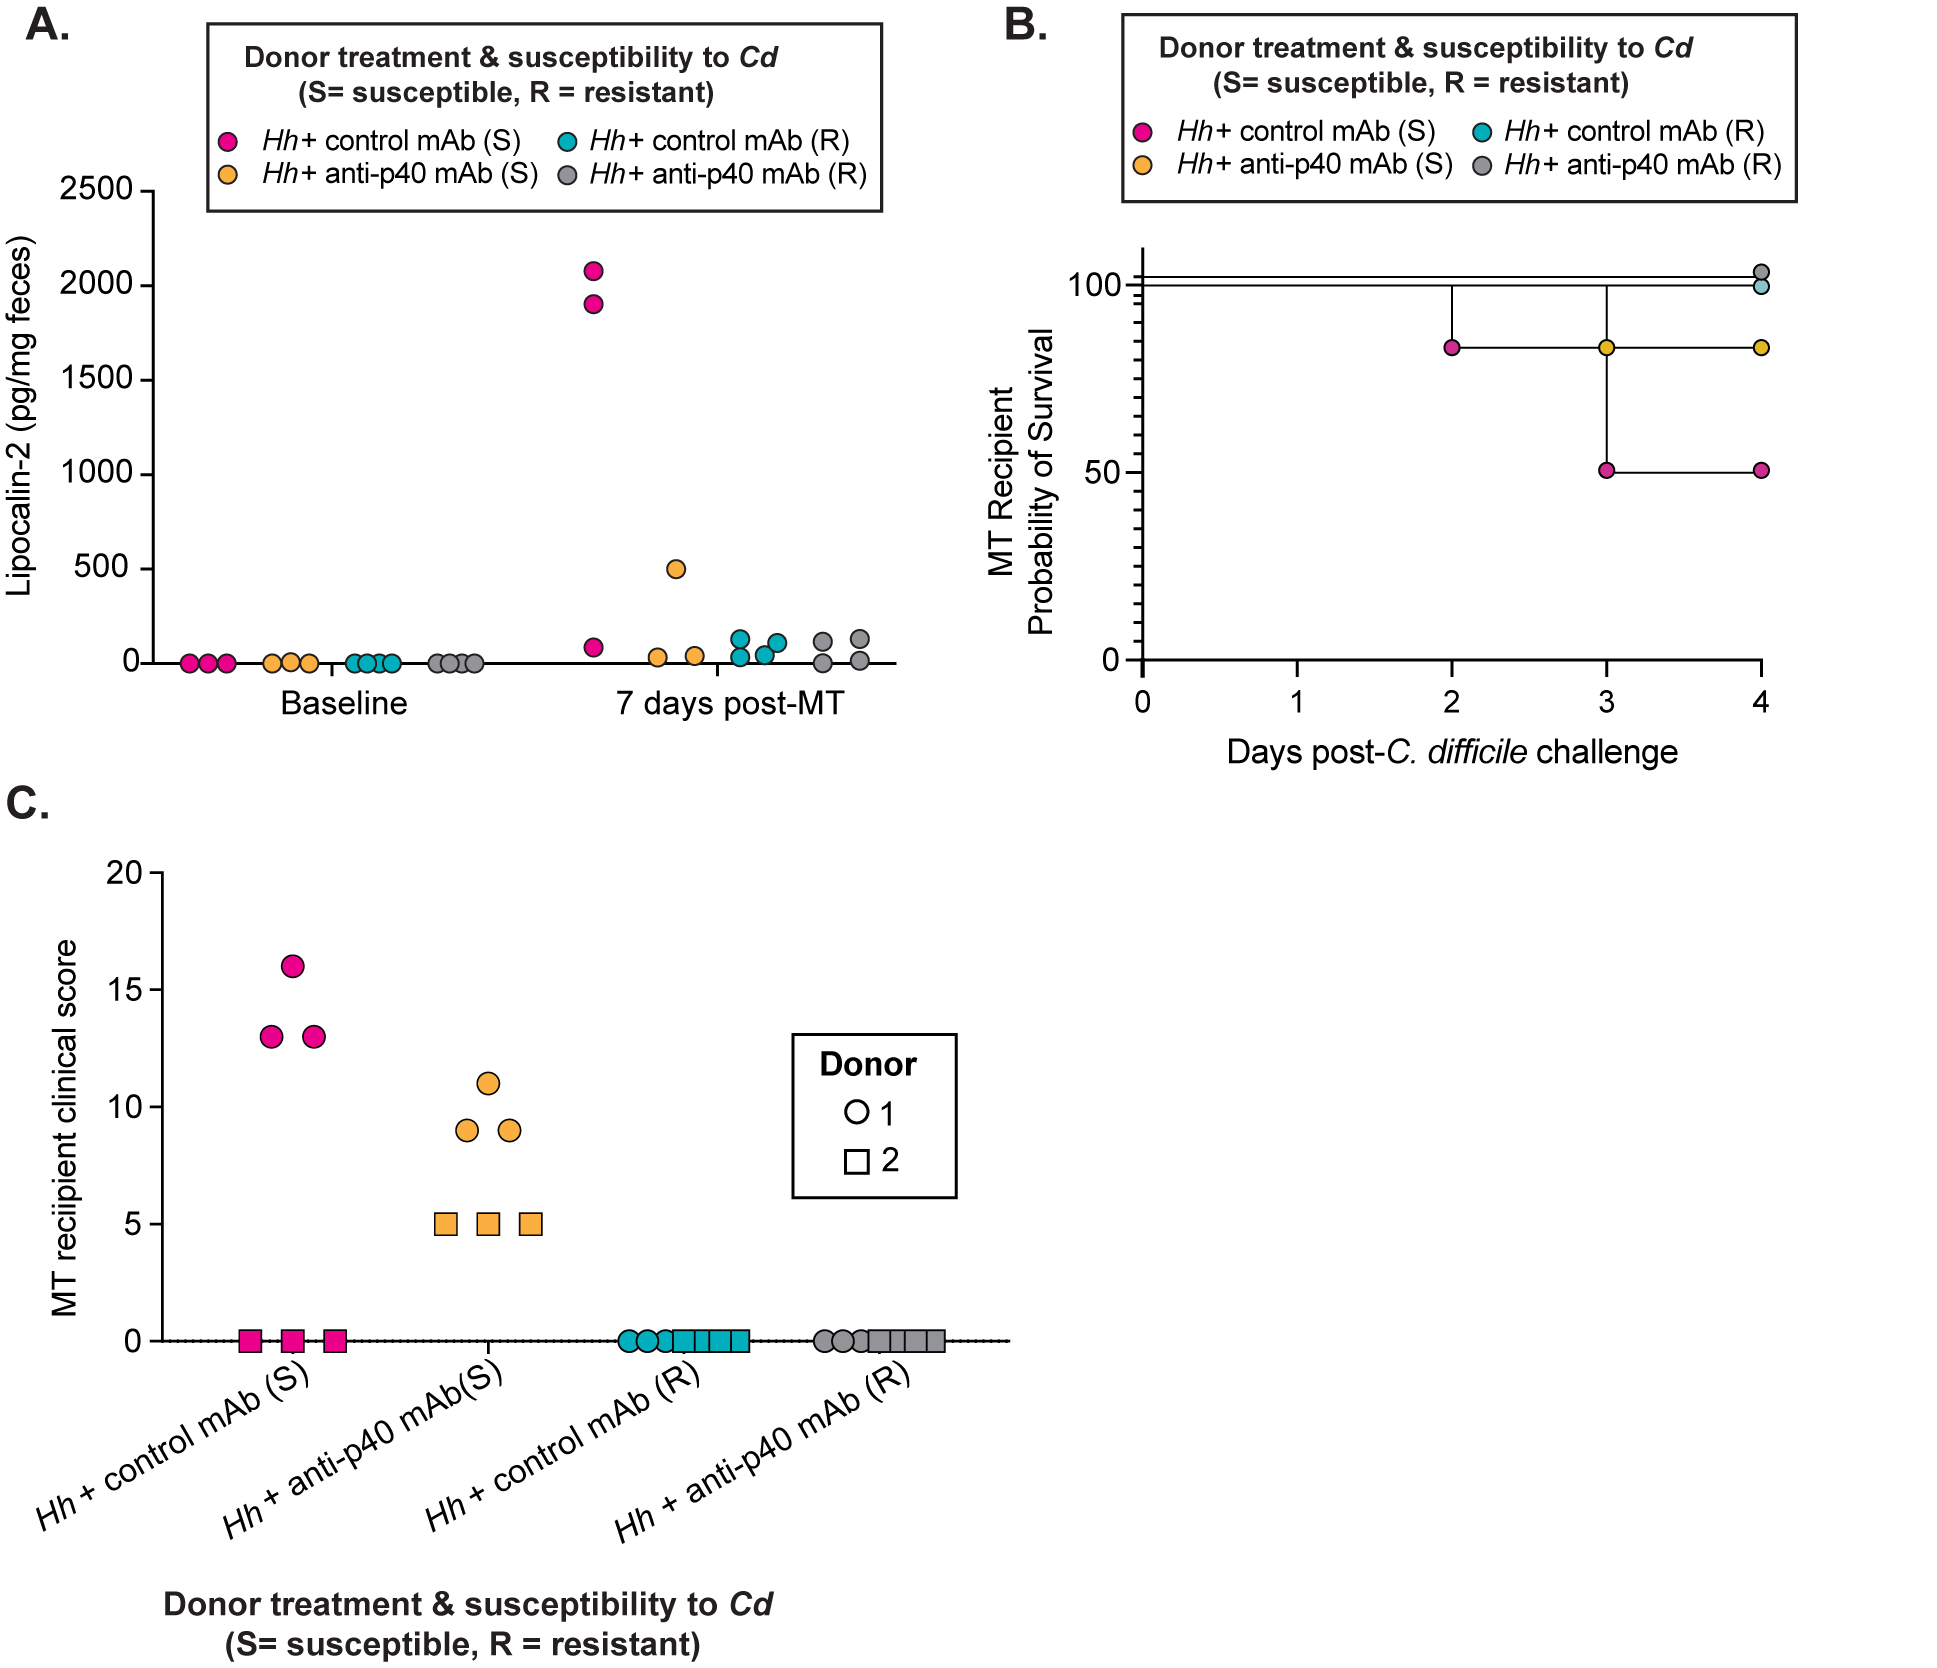 A.
Donor treatment & susceptibility to Cd
(S= susceptible, R = resistant)
Hh+ control mAb (S)
Hh+ control mAb (R)
Hh+ anti-p40 mAb (S)
Hh+ anti-p40 mAb (R)
Lipocalin-2 (pg/mg feces)
2500
2000
1500
1000
500
0
Baseline
7 days post-MT
B.
Donor treatment & susceptibility to Cd
(S= susceptible, R = resistant)
Hh+ control mAb (S)
Hh+ control mAb (R)
Hh+ anti-p40 mAb (S)
Hh+ anti-p40 mAb (R)
MT Recipient
Probability of Survival
100
50
0
0
1
2
3
4
Days post-C. difficile challenge
C.
MT reciipient clinical score
20
15
10
5
0
Donor
1
2
Hh + control mAb (S)
Hh + anti-p40 mAb(S)
Hh + control mAb (R)
Hh + anti-p40 mAb (R)
Donor treatment & susceptibility to Cd
(S= susceptible, R = resistant)